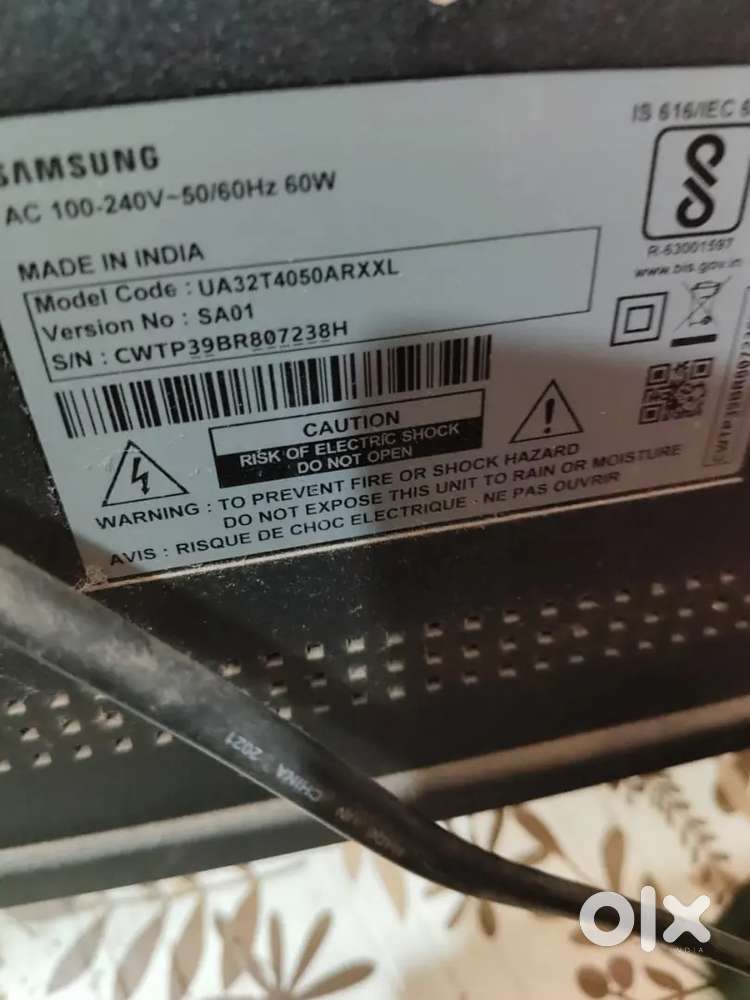 SAMSUNG
AC 100-240V~50/60Hz 60W
MADE IN INDIA
Model Code : UA32T4050ARXXL
Version No : SA01
S/N : CWTP39BR807238H
CAUTION
RISK OF ELECTRIC SHOCK
DO NOT OPEN
WARNING : TO PREVENT FIRE OR SHOCK HAZARD
DO NOT EXPOSE THIS UNIT TO RAIN OR MOISTURE
AVIS : RISQUE DE CHOC ELECTRIQUE - NE PAS OUVRIR
IS 616/IEC
R-63001597
www.bis.gov.in
CHINA 2021
olx
INDIA